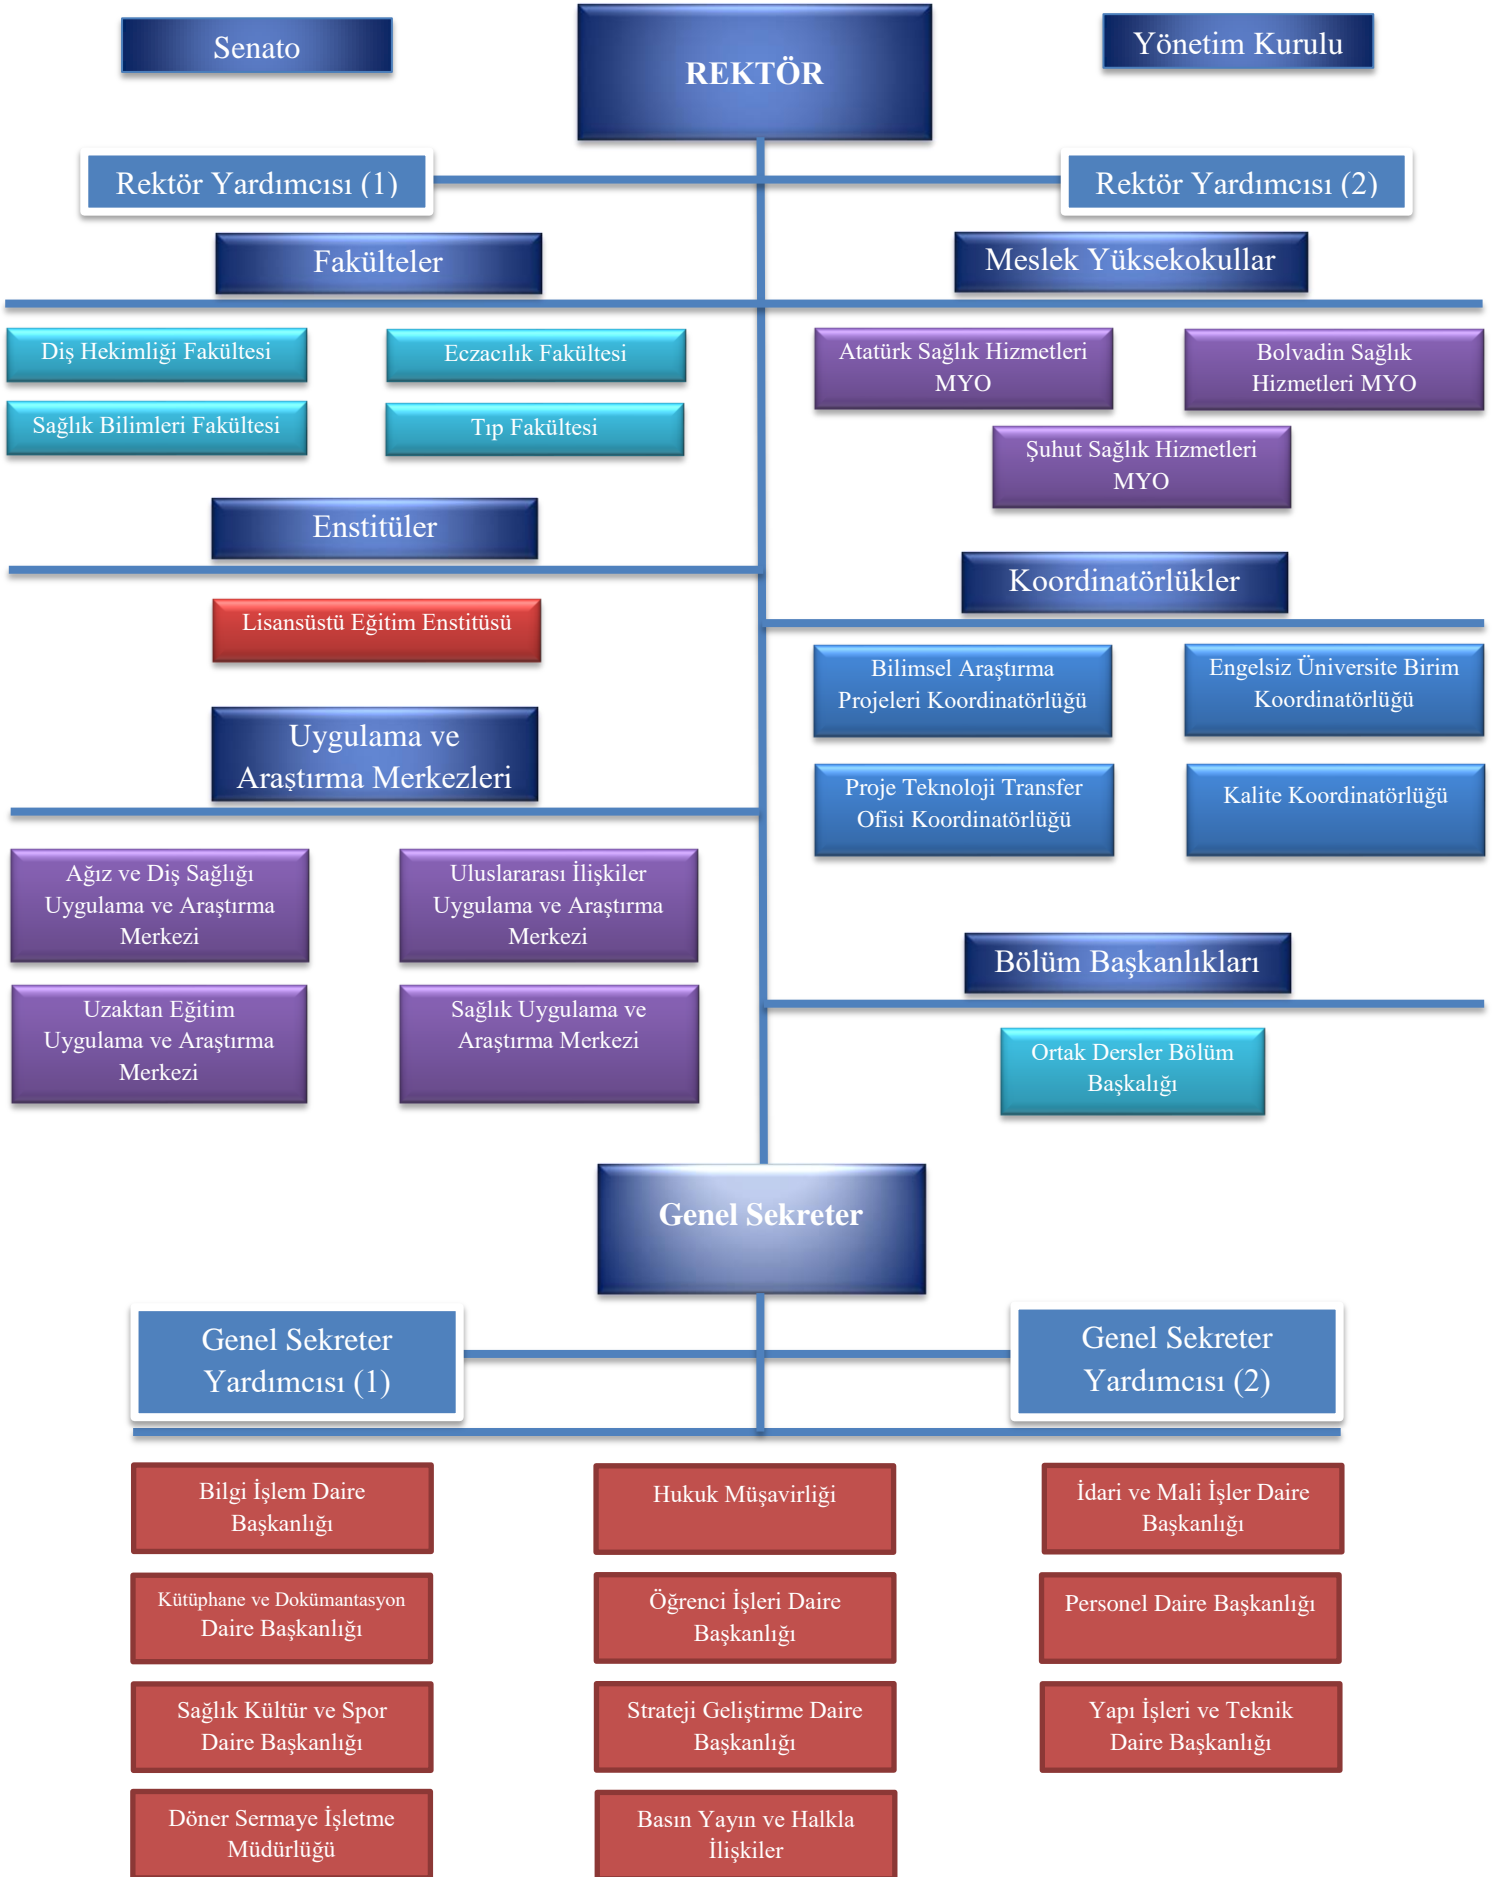 Senato
REKTÖR
Yönetim Kurulu
Rektör Yardımcısı (1)
Rektör Yardımcısı (2)
Fakülteler
Meslek Yüksekokullar
Diş Hekimliği Fakültesi
Eczacılık Fakültesi
Sağlık Bilimleri Fakültesi
Tıp Fakültesi
Atatürk Sağlık Hizmetleri
MYO
Bolvadin Sağlık
Hizmetleri MYO
Şuhut Sağlık Hizmetleri
MYO
Enstitüler
Lisansüstü Eğitim Enstitüsü
Koordinatörlükler
Bilimsel Araştırma
Projeleri Koordinatörlüğü
Engelsiz Üniversite Birim
Koordinatörlüğü
Proje Teknoloji Transfer
Ofisi Koordinatörlüğü
Kalite Koordinatörlüğü
Uygulama ve
Araştırma Merkezleri
Ağız ve Diş Sağlığı
Uygulama ve Araştırma
Merkezi
Uluslararası İlişkiler
Uygulama ve Araştırma
Merkezi
Uzaktan Eğitim
Uygulama ve Araştırma
Merkezi
Sağlık Uygulama ve
Araştırma Merkezi
Bölüm Başkanlıkları
Ortak Dersler Bölüm
Başkalığı
Genel Sekreter
Genel Sekreter
Yardımcısı (1)
Genel Sekreter
Yardımcısı (2)
Bilgi İşlem Daire
Başkanlığı
Hukuk Müşavirliği
İdari ve Mali İşler Daire
Başkanlığı
Kütüphane ve Dokümantasyon
Daire Başkanlığı
Öğrenci İşleri Daire
Başkanlığı
Personel Daire Başkanlığı
Sağlık Kültür ve Spor
Daire Başkanlığı
Strateji Geliştirme Daire
Başkanlığı
Yapı İşleri ve Teknik
Daire Başkanlığı
Döner Sermaye İşletme
Müdürlüğü
Basın Yayın ve Halkla
İlişkiler